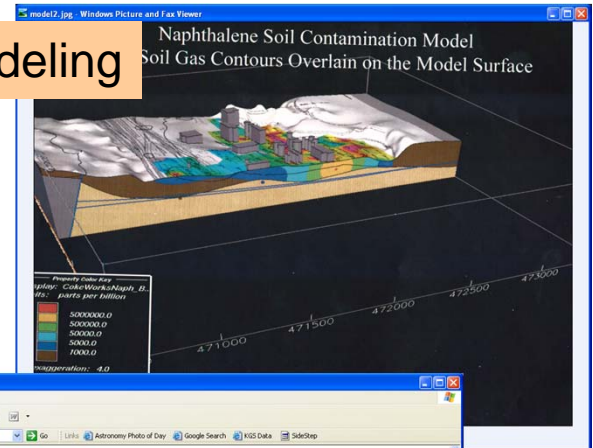 model2.jpg - Windows Picture and Fax Viewer
deling
Naphthalene Soil Contamination Model
Soil Gas Contours Overlain on the Model Surface
Property Color Key
splay: CokeWorksNaph_B..
its: parts per billion
5000000.0
500000.0
50000.0
5000.0
1000.0
xaggeration: 4.0
471000
471500
472000
472500
473000
Go Links Astronomy Photo of Day Google Search KGS Data SideStep